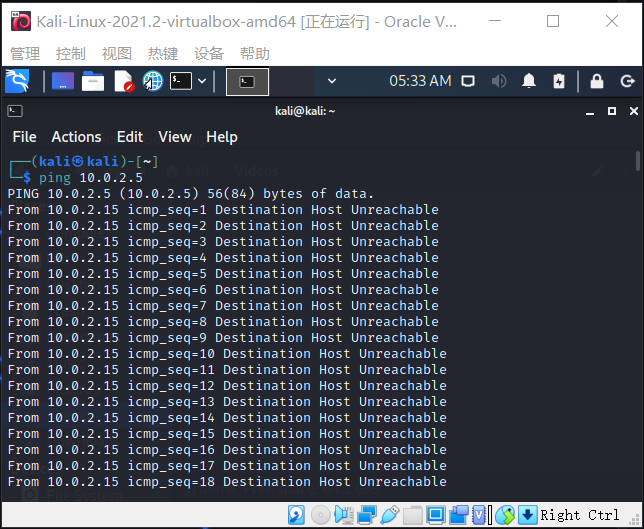 Kali-Linux-2021.2-virtualbox-amd64 [正在运行] - Oracle V...
管理 控制 视图 热键 设备 帮助
05:33 AM
kali@kali: ~
File Actions Edit View Help
┌──(kali㉿kali)-[~]
└─$ ping 10.0.2.5
PING 10.0.2.5 (10.0.2.5) 56(84) bytes of data.
From 10.0.2.15 icmp_seq=1 Destination Host Unreachable
From 10.0.2.15 icmp_seq=2 Destination Host Unreachable
From 10.0.2.15 icmp_seq=3 Destination Host Unreachable
From 10.0.2.15 icmp_seq=4 Destination Host Unreachable
From 10.0.2.15 icmp_seq=5 Destination Host Unreachable
From 10.0.2.15 icmp_seq=6 Destination Host Unreachable
From 10.0.2.15 icmp_seq=7 Destination Host Unreachable
From 10.0.2.15 icmp_seq=8 Destination Host Unreachable
From 10.0.2.15 icmp_seq=9 Destination Host Unreachable
From 10.0.2.15 icmp_seq=10 Destination Host Unreachable
From 10.0.2.15 icmp_seq=11 Destination Host Unreachable
From 10.0.2.15 icmp_seq=12 Destination Host Unreachable
From 10.0.2.15 icmp_seq=13 Destination Host Unreachable
From 10.0.2.15 icmp_seq=14 Destination Host Unreachable
From 10.0.2.15 icmp_seq=15 Destination Host Unreachable
From 10.0.2.15 icmp_seq=16 Destination Host Unreachable
From 10.0.2.15 icmp_seq=17 Destination Host Unreachable
From 10.0.2.15 icmp_seq=18 Destination Host Unreachable
File System
Right Ctrl